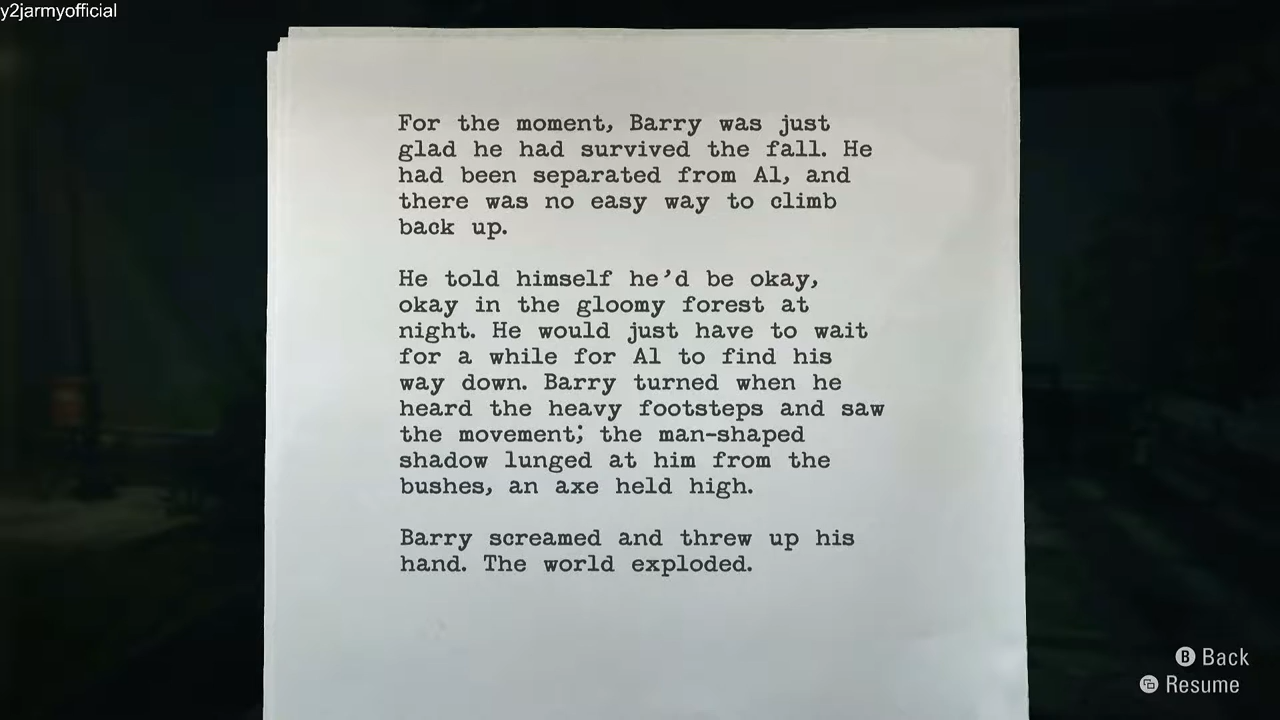 y2jarmyofficial
For the moment, Barry was just
glad he had survived the fall. He
had been separated from Al, and
there was no easy way to climb
back up.
He told himself he'd be okay,
okay in the gloomy forest at
night. He would just have to wait
for a while for Al to find his
way down. Barry turned when he
heard the heavy footsteps and saw
the movement; the man-shaped
shadow lunged at him from the
bushes, an axe held high.
Barry screamed and threw up his
hand. The world exploded.
B Back
Resume